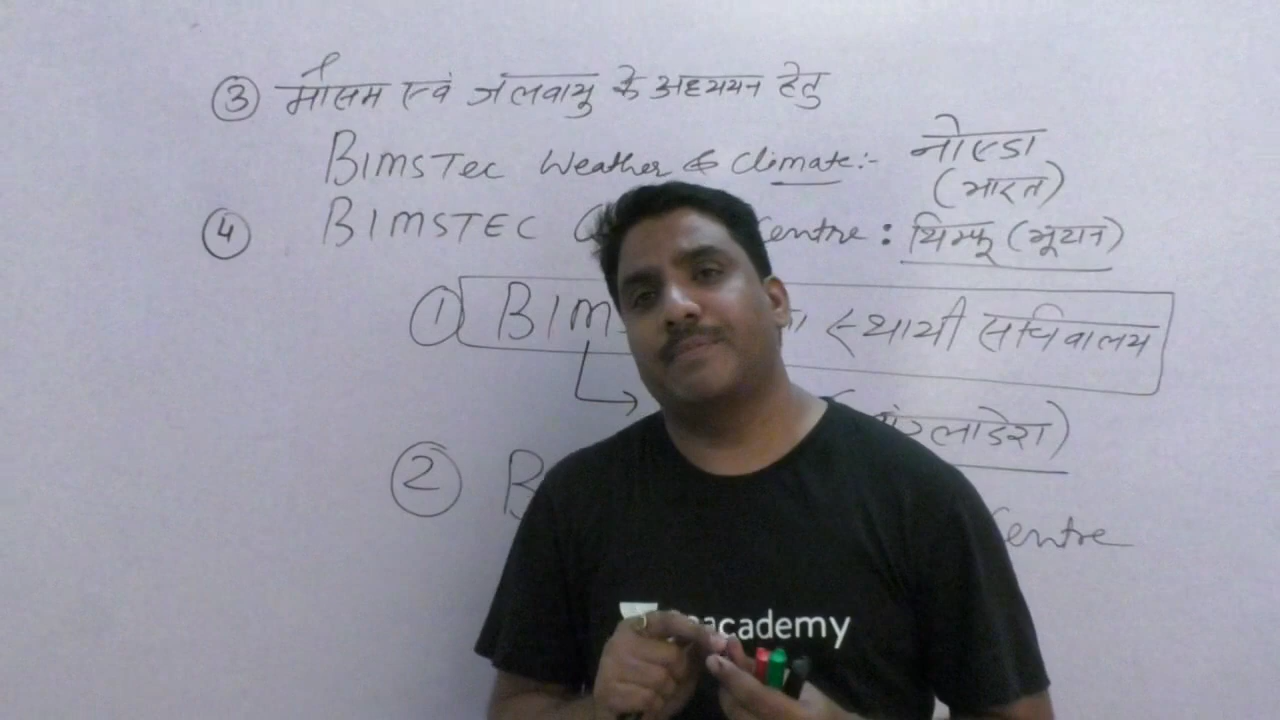 ③ मौसम एवं जलवायु के अध्ययन हेतु
BIMSTEC Weather & Climate:- नोएडा
(भारत)
④ BIMSTEC entre : थिम्फू (भूटान)
① BIMS स्थायी सचिवालय
→ (बांग्लादेश)
② B
Centre
academy